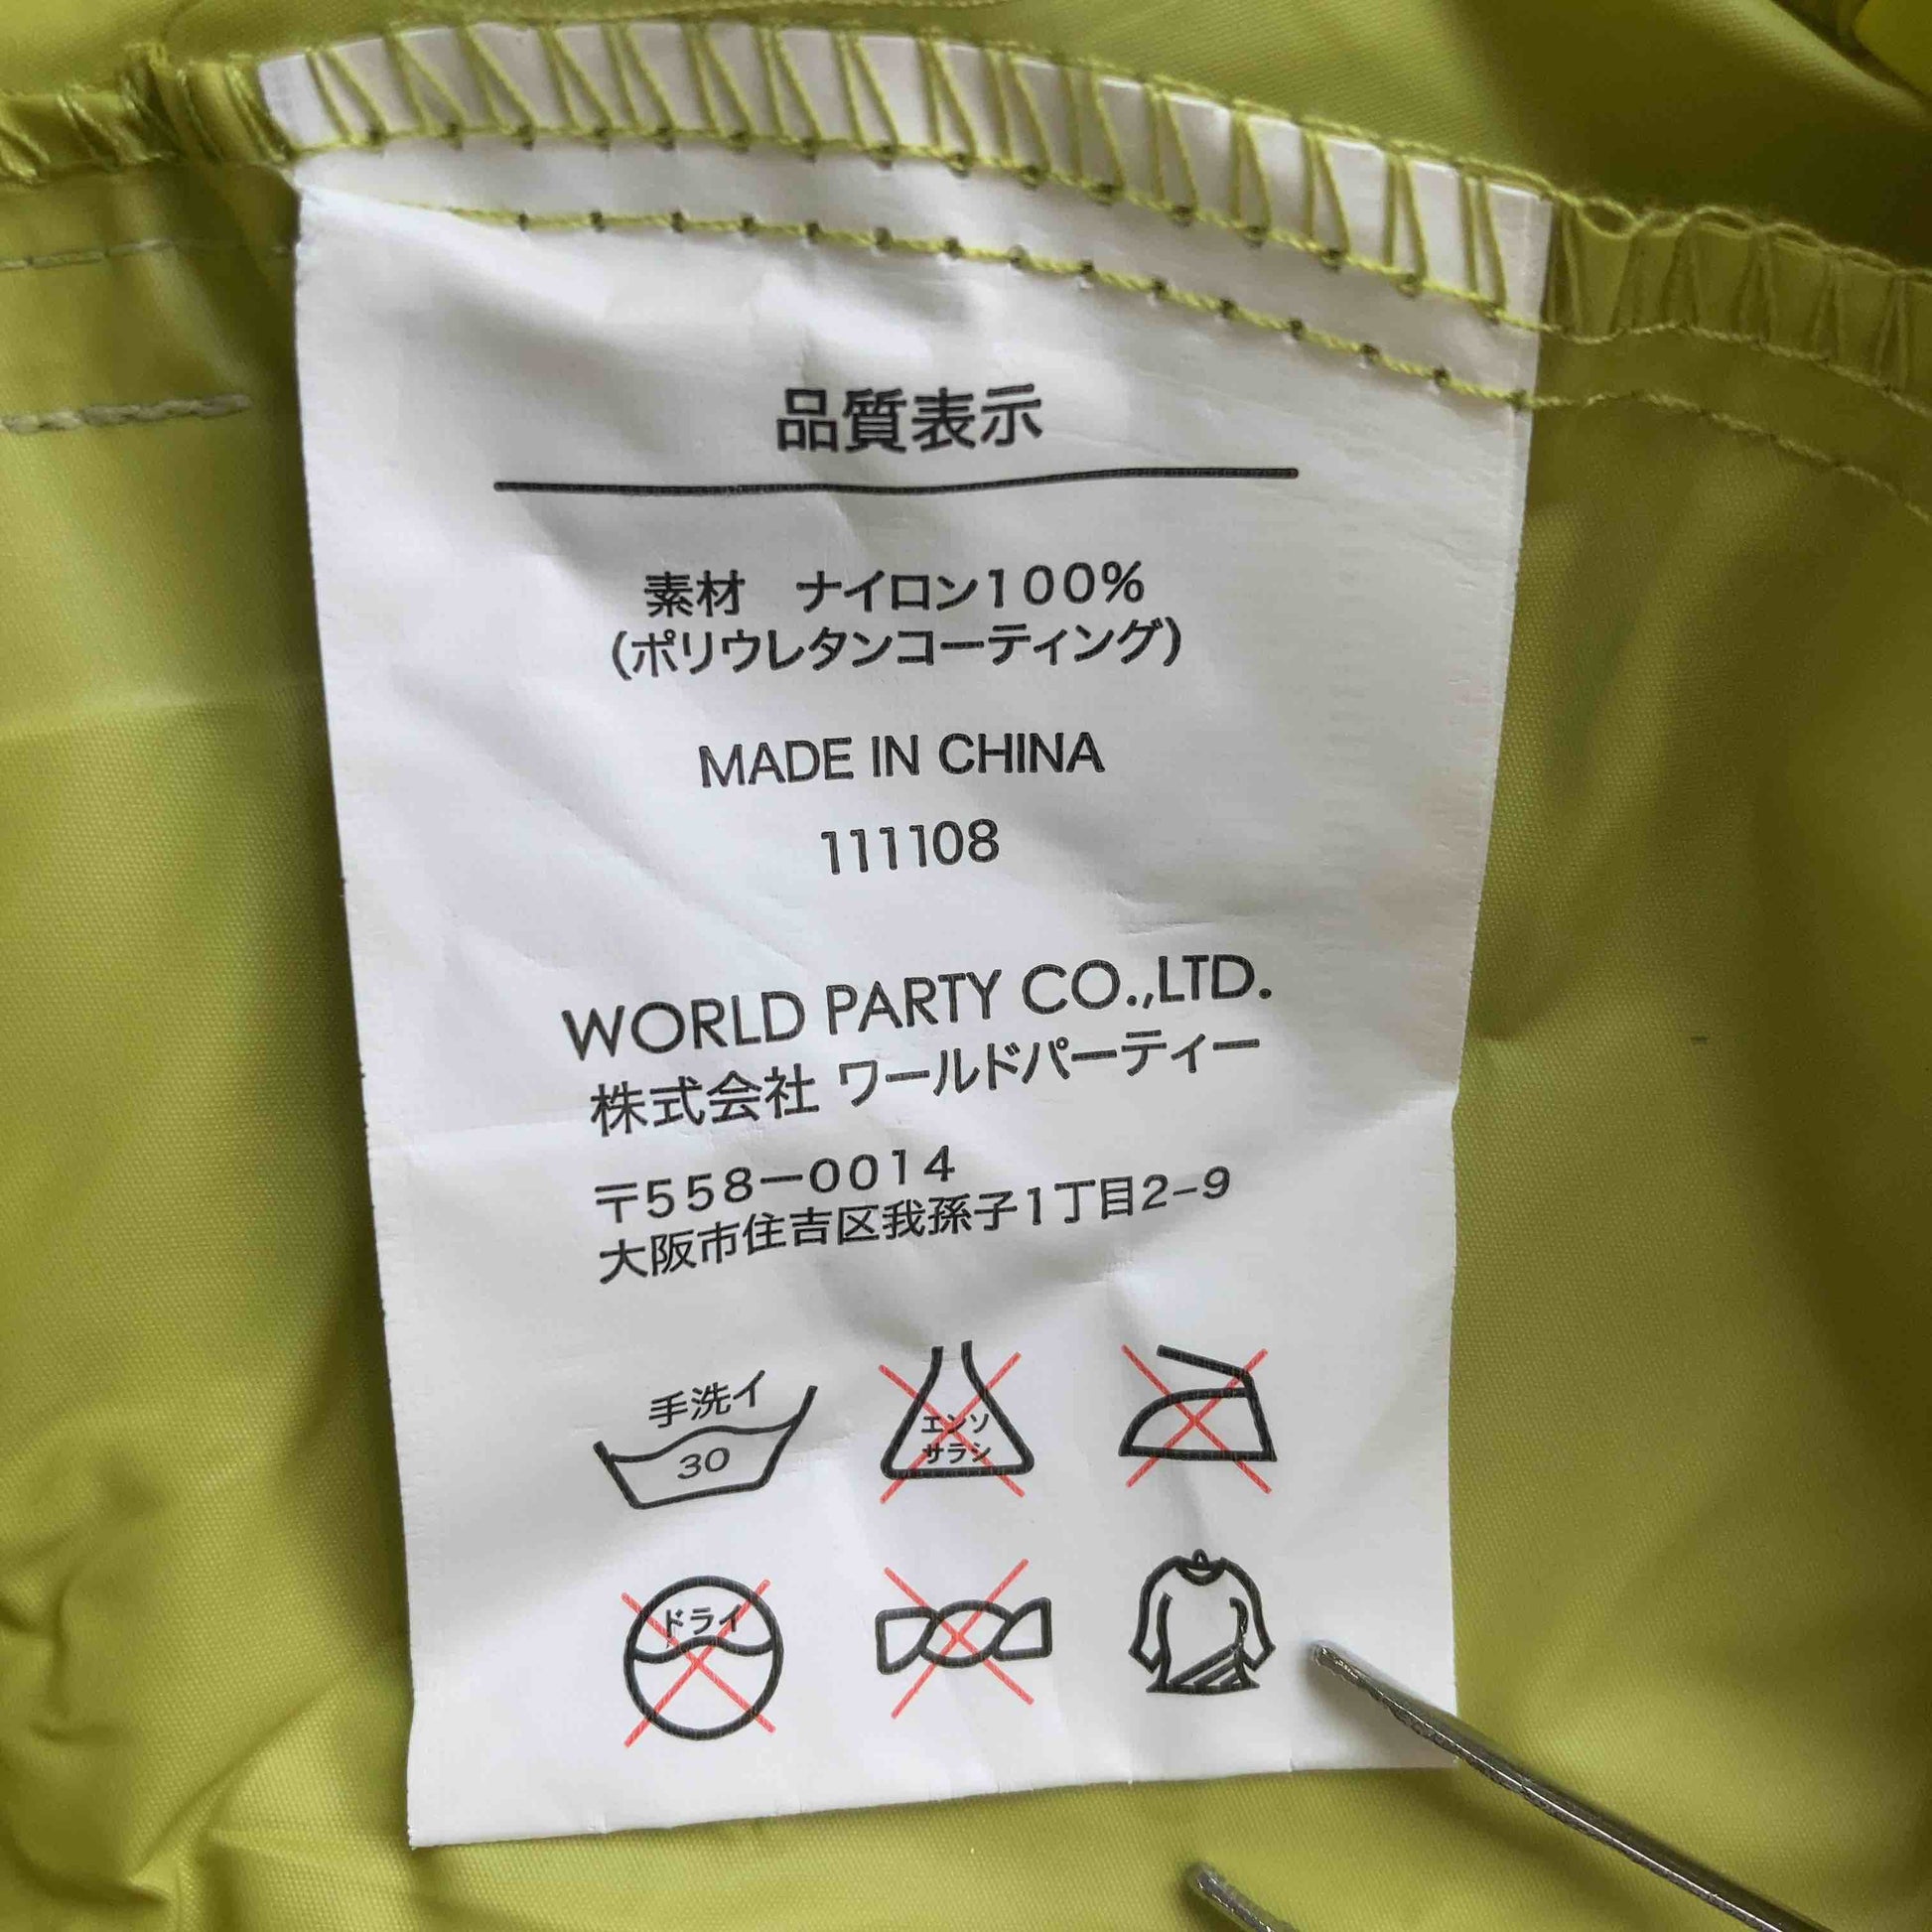 品質表示
素材　ナイロン100%
(ポリウレタンコーティング)
MADE IN CHINA
111108
WORLD PARTY CO.,LTD.
株式会社 ワールドパーティー
〒558－0014
大阪市住吉区我孫子1丁目2−9
手洗イ
30
エンソ
サラシ
ドライ